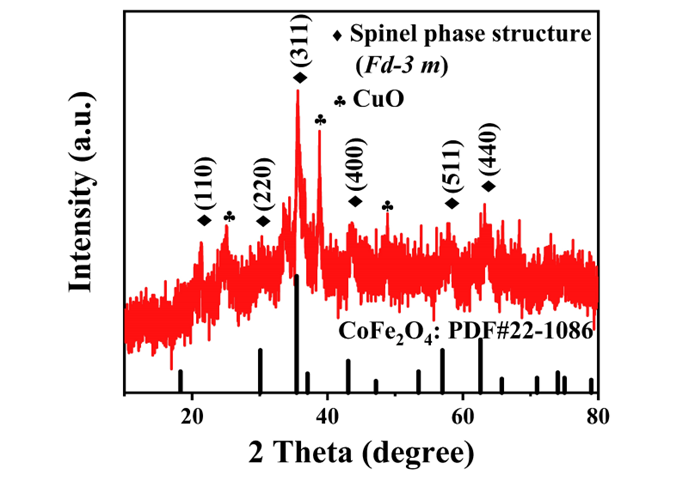 ♦ Spinel phase structure
(Fd-3 m)
♣ CuO
♦(110)
♣
♦(220)
♦(311)
♣
♦(400)
♣
♦(511)
♦(440)
CoFe₂O₄: PDF#22-1086
Intensity (a.u.)
20 40 60 80
2 Theta (degree)